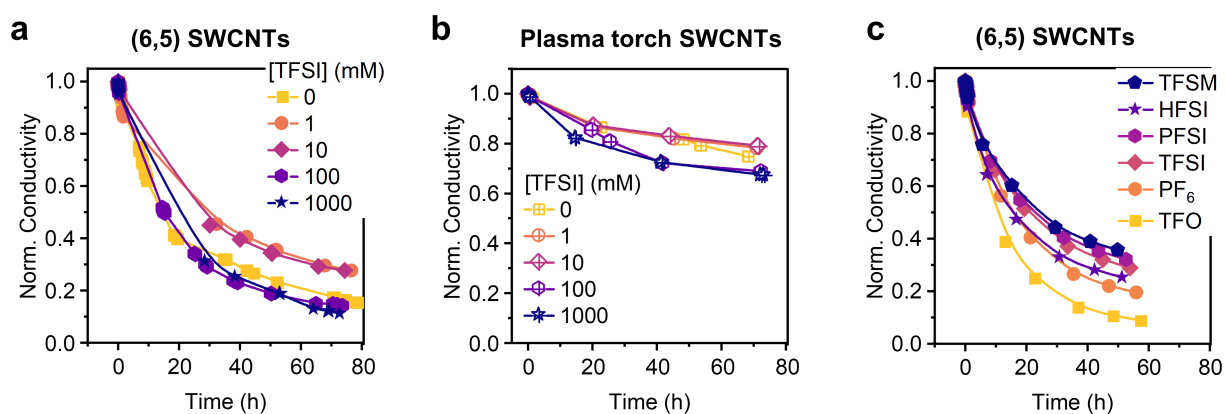 a
(6,5) SWCNTs
[TFSI] (mM)
0
1
10
100
1000
1.0
0.8
0.6
0.4
0.2
0.0
Norm. Conductivity
0 20 40 60 80
Time (h)
b
Plasma torch SWCNTs
1.0
0.8
0.6
0.4
0.2
0.0
Norm. Conductivity
[TFSI] (mM)
0
1
10
100
1000
0 20 40 60 80
Time (h)
c
(6,5) SWCNTs
TFSM
HFSI
PFSI
TFSI
PF6
TFO
1.0
0.8
0.6
0.4
0.2
0.0
Norm. Conductivity
0 20 40 60 80
Time (h)